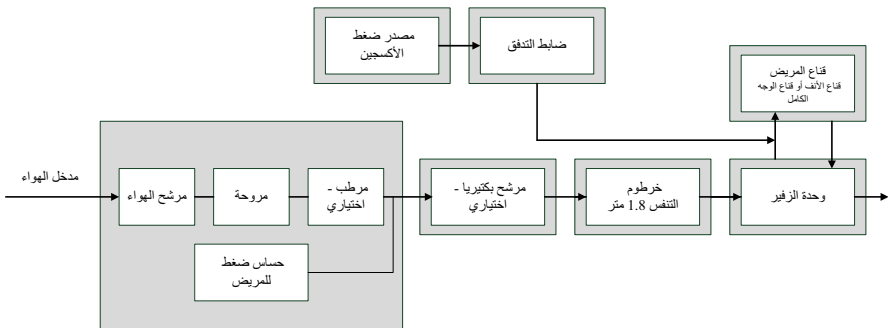 مصدر ضغط
الأكسجين
ضابط التدفق
قناع المريض
قناع الأنف أو قناع الوجه
الكامل
مدخل الهواء
مرشح الهواء
مروحة
مرطب -
اختياري
مرشح بكتيريا -
اختياري
خرطوم
التنفس 1.8 متر
وحدة الزفير
حساس ضغط
للمريض